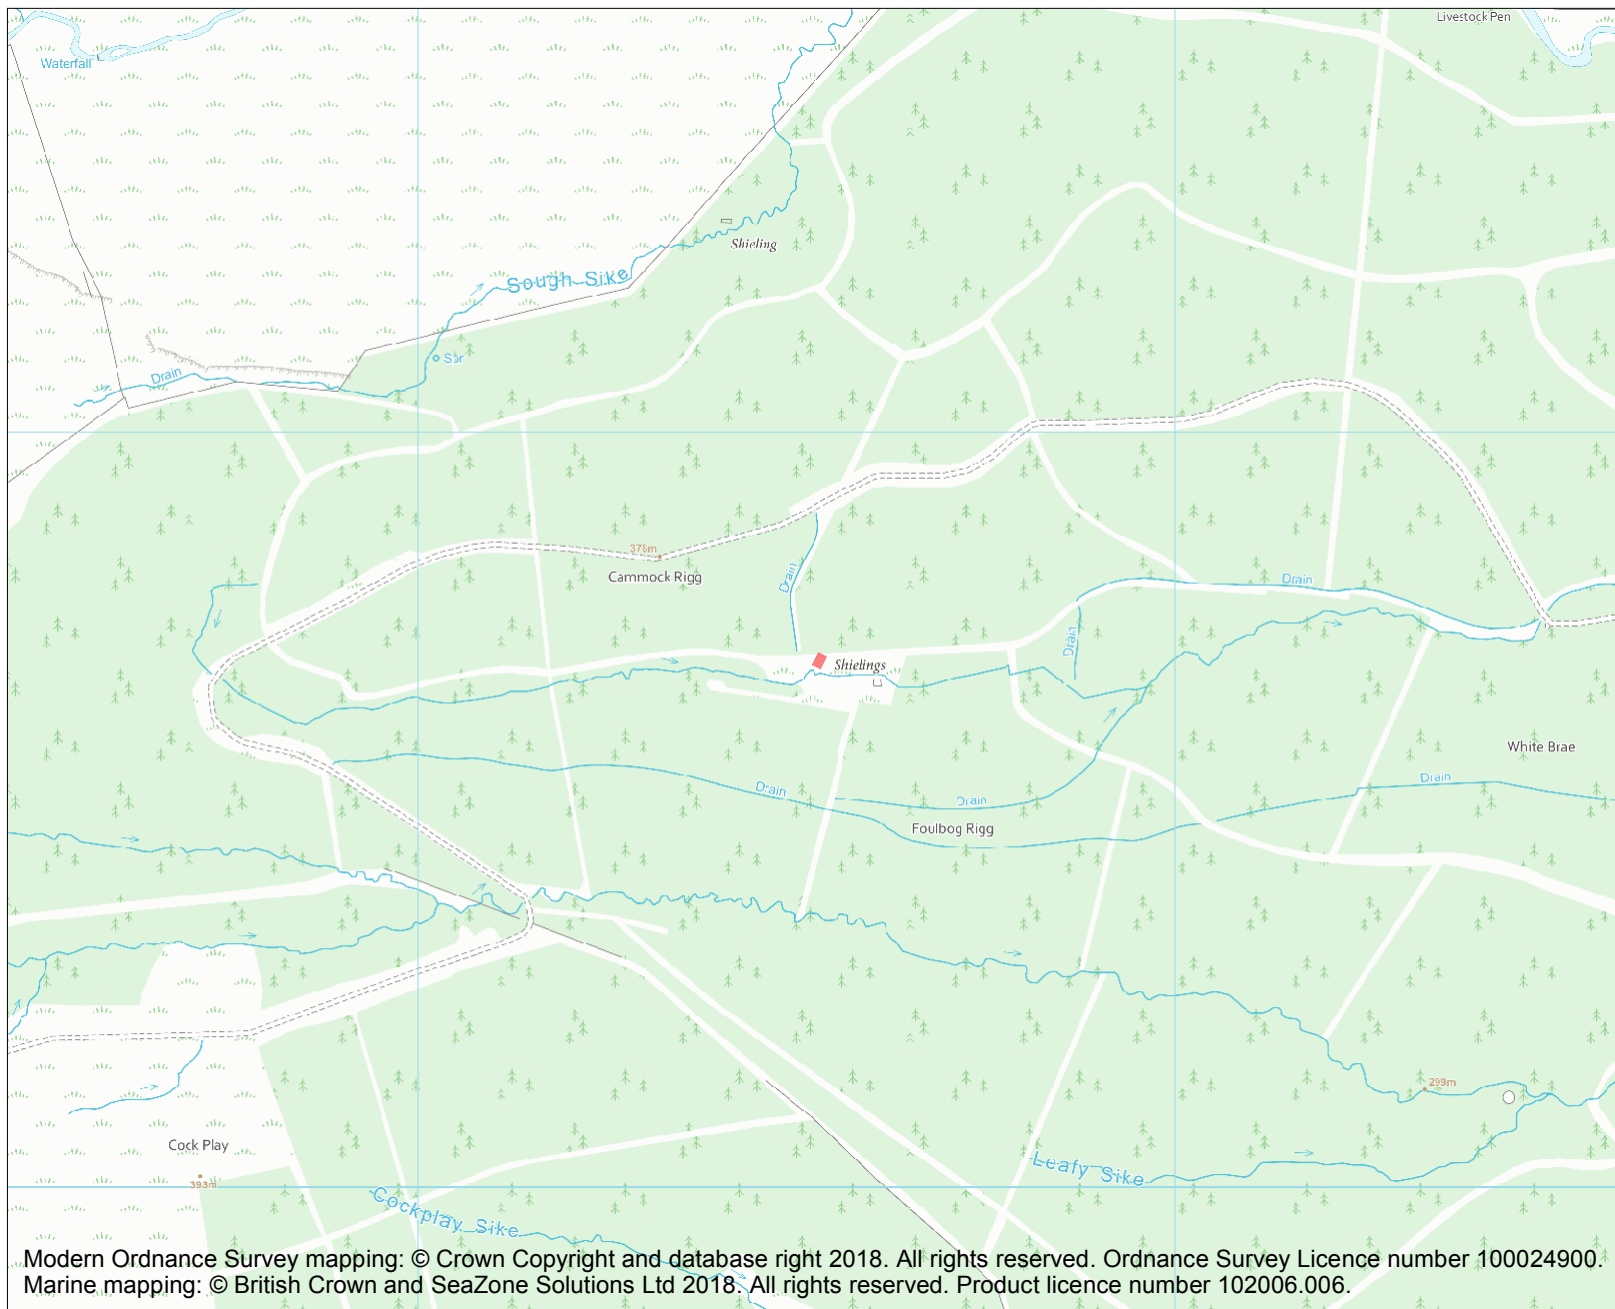 Livestock Pen
Waterfall
Shieling
Sough Sike
Spr
Drain
378m
Cammock Rigg
Drain
Drain
Drain
Shielings
White Brae
Drain
Drain
Drain
Foulbog Rigg
299m
Cock Play
Leafy Sike
393m
Cockplay Sike
Modern Ordnance Survey mapping: © Crown Copyright and database right 2018. All rights reserved. Ordnance Survey Licence number 100024900.
Marine mapping: © British Crown and SeaZone Solutions Ltd 2018. All rights reserved. Product licence number 102006.006.